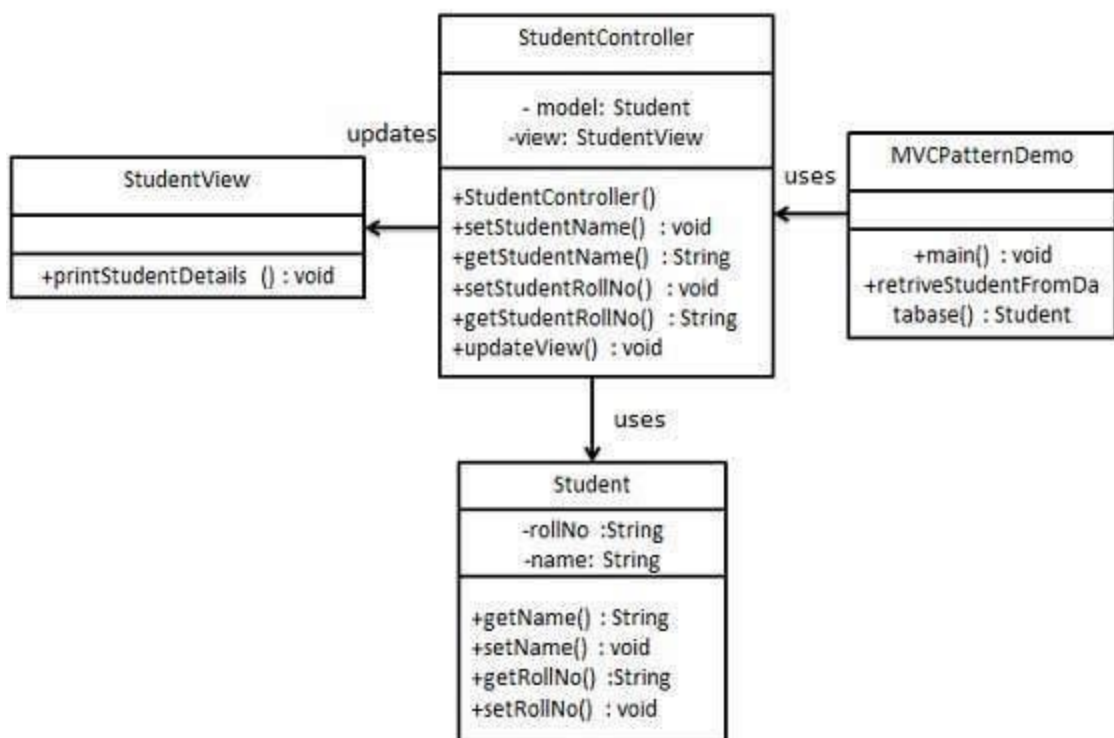 StudentController
- model: Student
-view: StudentView
+StudentController()
+setStudentName() : void
+getStudentName() : String
+setStudentRollNo() : void
+getStudentRollNo() : String
+updateView() : void
updates
StudentView
+printStudentDetails () : void
uses
MVCPatternDemo
+main() : void
+retriveStudentFromDa
tabase() : Student
uses
Student
-rollNo :String
-name: String
+getName() : String
+setName() : void
+getRollNo() :String
+setRollNo() : void